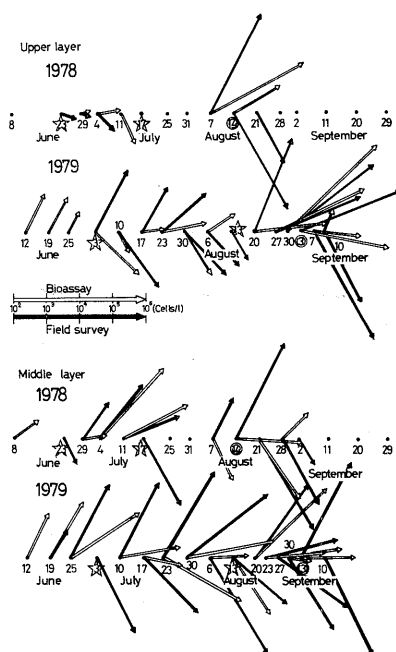 Upper layer
1978
8 29 4 11 25 31 7 14 21 28 2 11 20 29
June July August September
1979
12 19 25 10 17 23 30 6 20 27 30 3 7 10
June August September
Bioassay
10² 10³ 10⁴ 10⁵ 10⁶ (Cells/l)
Field survey
Middle layer
1978
8 29 4 11 25 31 7 21 28 2 11 20 29
June July August September
1979
30
12 19 25 10 17 23 30 6 13 20 23 27 3 10
June July August September